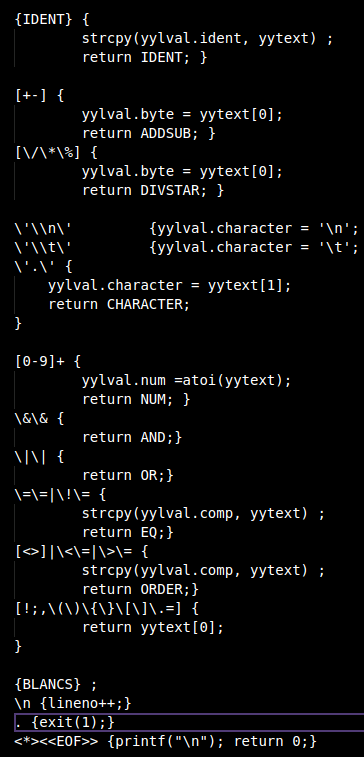 {IDENT} {
        strcpy(yylval.ident, yytext) ;
        return IDENT; }

[+-] {
        yylval.byte = yytext[0];
        return ADDSUB; }
[\/\*\%] {
        yylval.byte = yytext[0];
        return DIVSTAR; }

\'\\n\'         {yylval.character = '\n';
\'\\t\'         {yylval.character = '\t';
\'.\' {
    yylval.character = yytext[1];
    return CHARACTER;
}

[0-9]+ {
        yylval.num =atoi(yytext);
        return NUM; }
\&\& {
        return AND;}
\|\| {
        return OR;}
\=\=|\!\= {
        strcpy(yylval.comp, yytext) ;
        return EQ;}
[<>]|\<\=|\>\= {
        strcpy(yylval.comp, yytext) ;
        return ORDER;}
[!;,\(\)\{\}\[\]\.=] {
        return yytext[0];
}

{BLANCS} ;
\n {lineno++;}
. {exit(1);}
<*><<EOF>> {printf("\n"); return 0;}